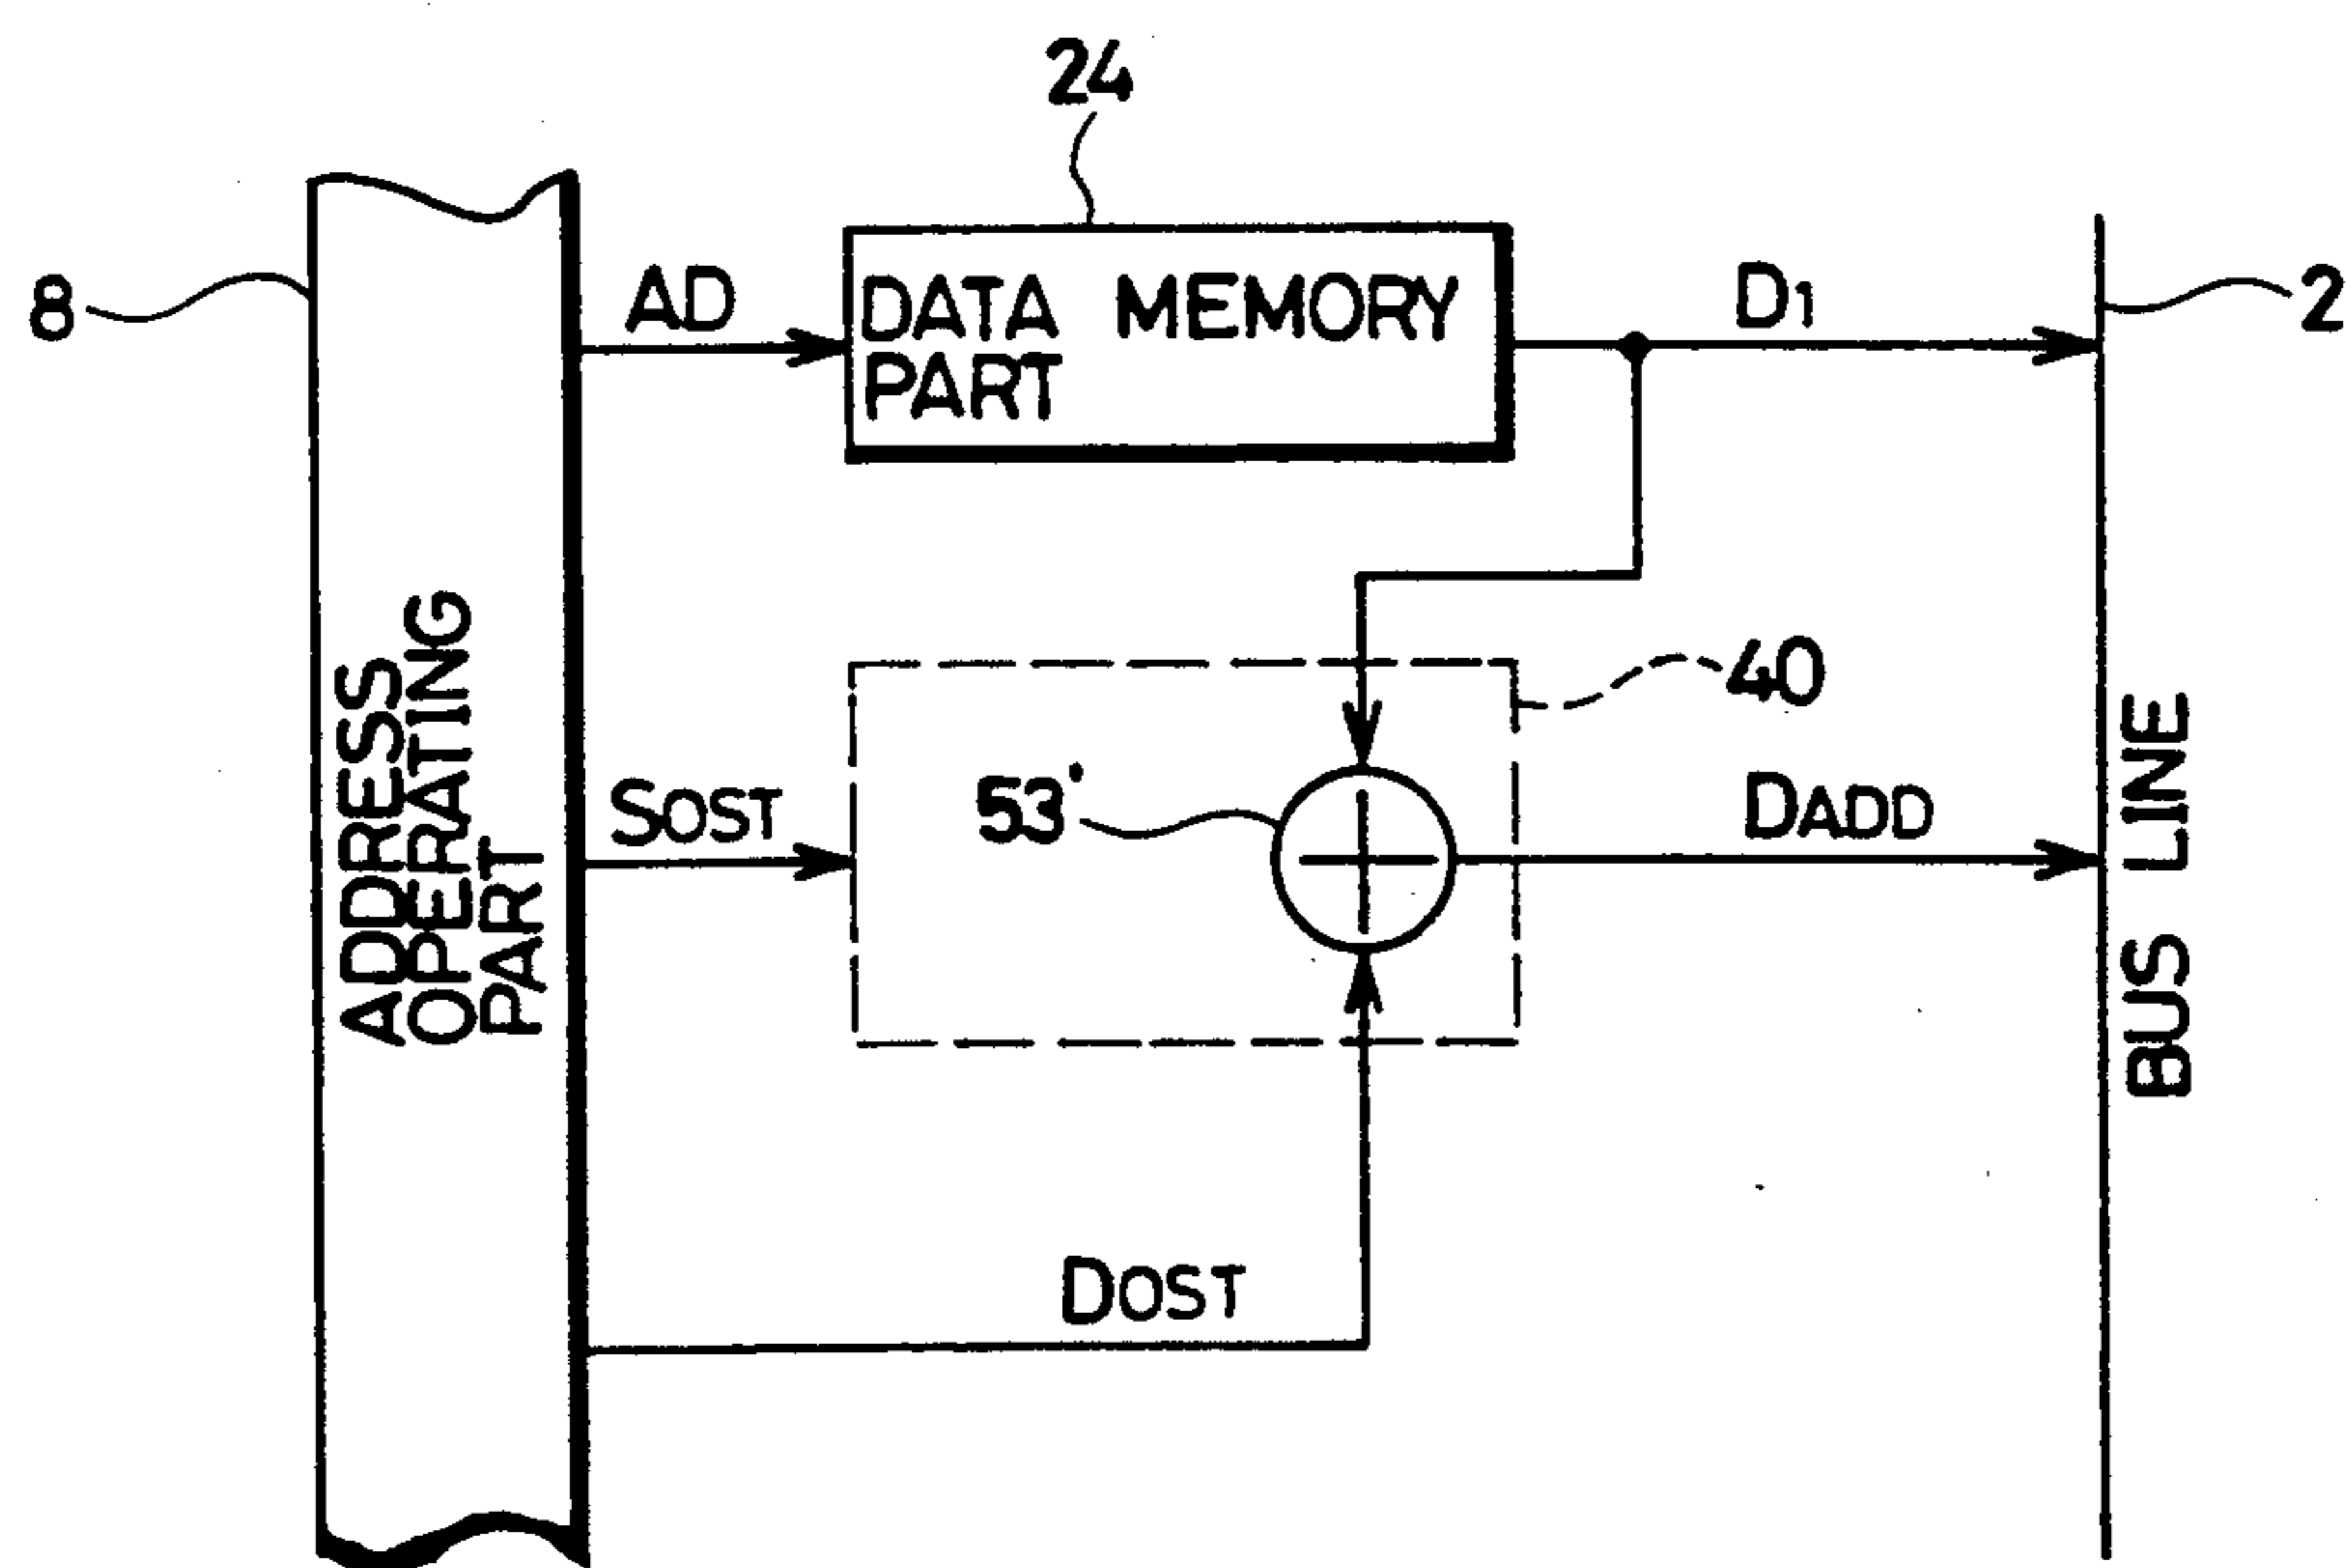 24
8
AD
DATA MEMORY
PART
D1
2
ADDRESS
OPERATING
PART
SOST
53'
40
DADD
BUS LINE
DOST